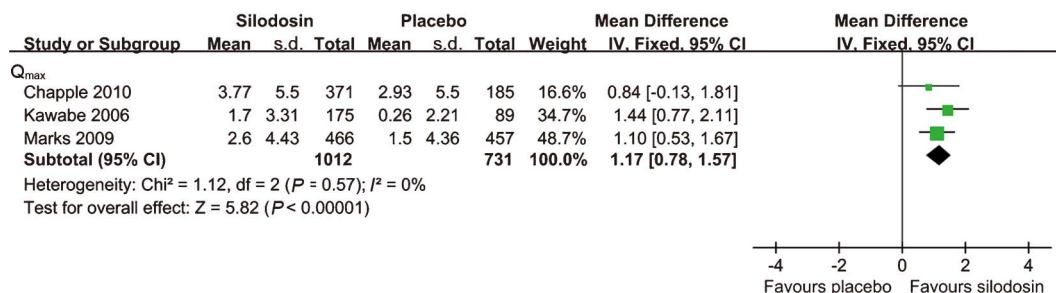 Silodosin Placebo Mean Difference Mean Difference
Study or Subgroup Mean s.d. Total Mean s.d. Total Weight IV, Fixed, 95% CI IV, Fixed, 95% CI
Qmax
Chapple 2010 3.77 5.5 371 2.93 5.5 185 16.6% 0.84 [-0.13, 1.81]
Kawabe 2006 1.7 3.31 175 0.26 2.21 89 34.7% 1.44 [0.77, 2.11]
Marks 2009 2.6 4.43 466 1.5 4.36 457 48.7% 1.10 [0.53, 1.67]
Subtotal (95% CI) 1012 731 100.0% 1.17 [0.78, 1.57]
Heterogeneity: Chi² = 1.12, df = 2 (P = 0.57); I² = 0%
Test for overall effect: Z = 5.82 (P < 0.00001)
-4 -2 0 2 4
Favours placebo Favours silodosin